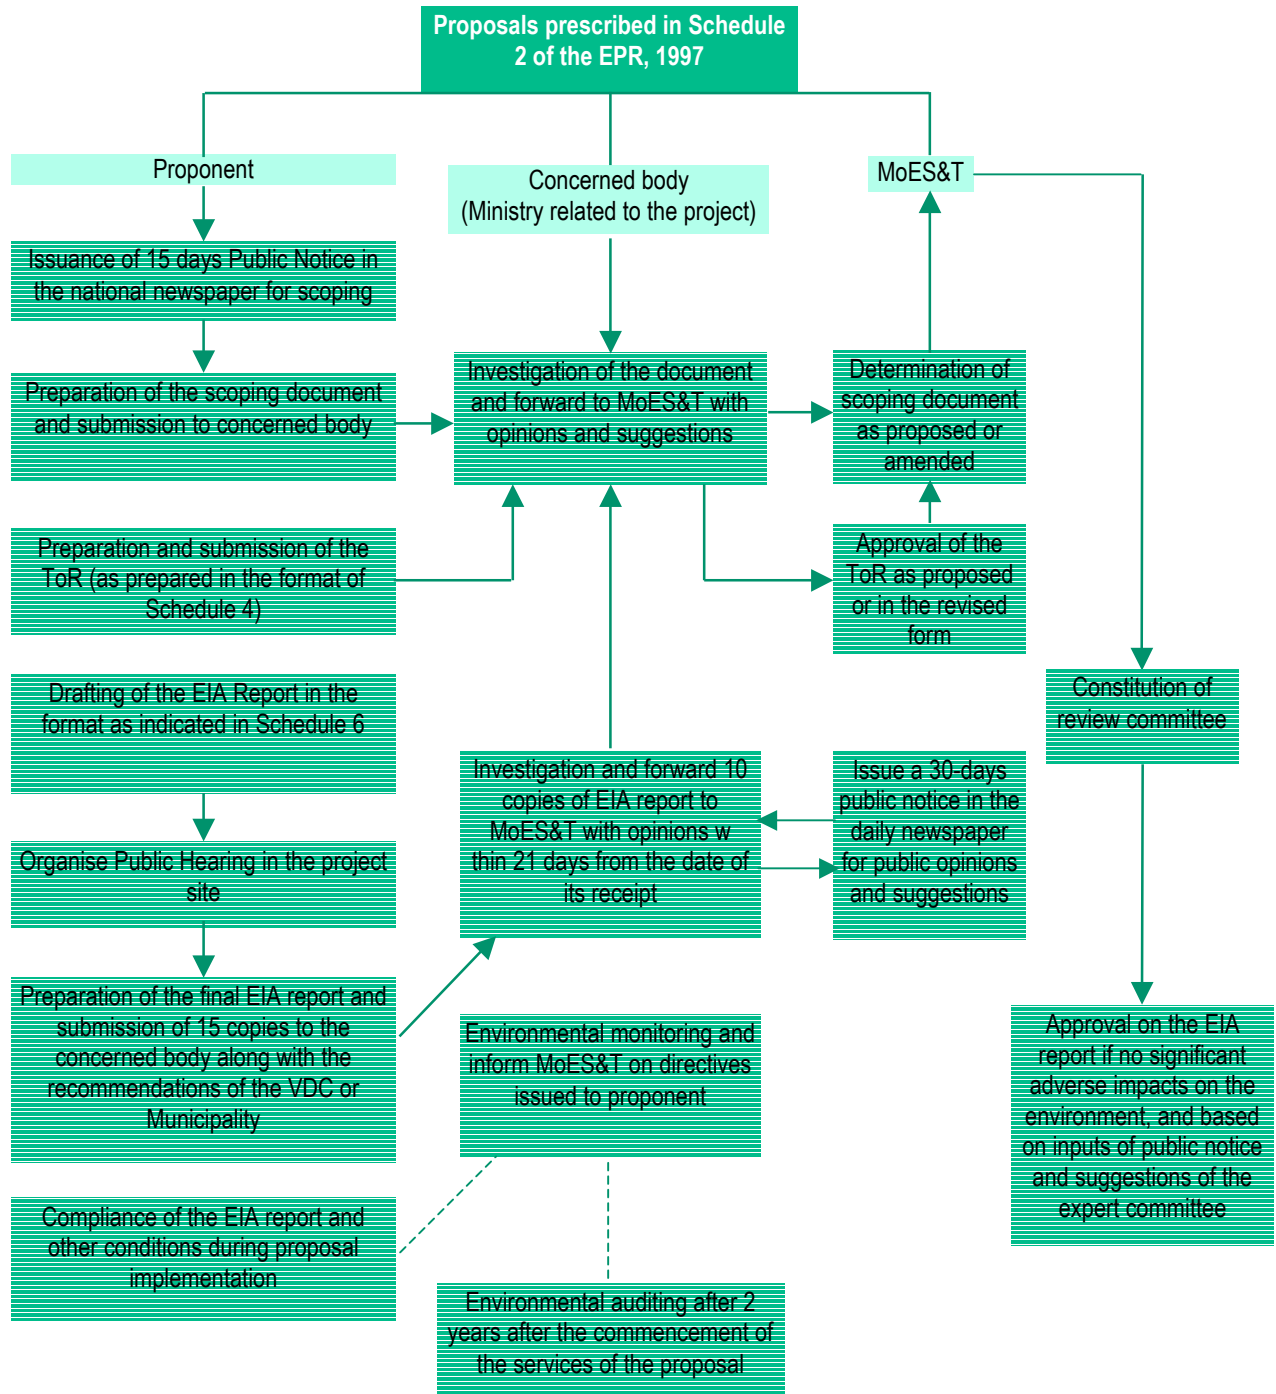 Proposals prescribed in Schedule
2 of the EPR, 1997
Proponent
Concerned body
(Ministry related to the project)
MoES&T
Issuance of 15 days Public Notice in
the national newspaper for scoping
Preparation of the scoping document
and submission to concerned body
Investigation of the document
and forward to MoES&T with
opinions and suggestions
Determination of
scoping document
as proposed or
amended
Preparation and submission of the
ToR (as prepared in the format of
Schedule 4)
Approval of the
ToR as proposed
or in the revised
form
Drafting of the EIA Report in the
format as indicated in Schedule 6
Constitution of
review committee
Investigation and forward 10
copies of EIA report to
MoES&T with opinions w
thin 21 days from the date of
its receipt
Issue a 30-days
public notice in the
daily newspaper
for public opinions
and suggestions
Organise Public Hearing in the project
site
Preparation of the final EIA report and
submission of 15 copies to the
concerned body along with the
recommendations of the VDC or
Municipality
Environmental monitoring and
inform MoES&T on directives
issued to proponent
Approval on the EIA
report if no significant
adverse impacts on the
environment, and based
on inputs of public notice
and suggestions of the
expert committee
Compliance of the EIA report and
other conditions during proposal
implementation
Environmental auditing after 2
years after the commencement of
the services of the proposal